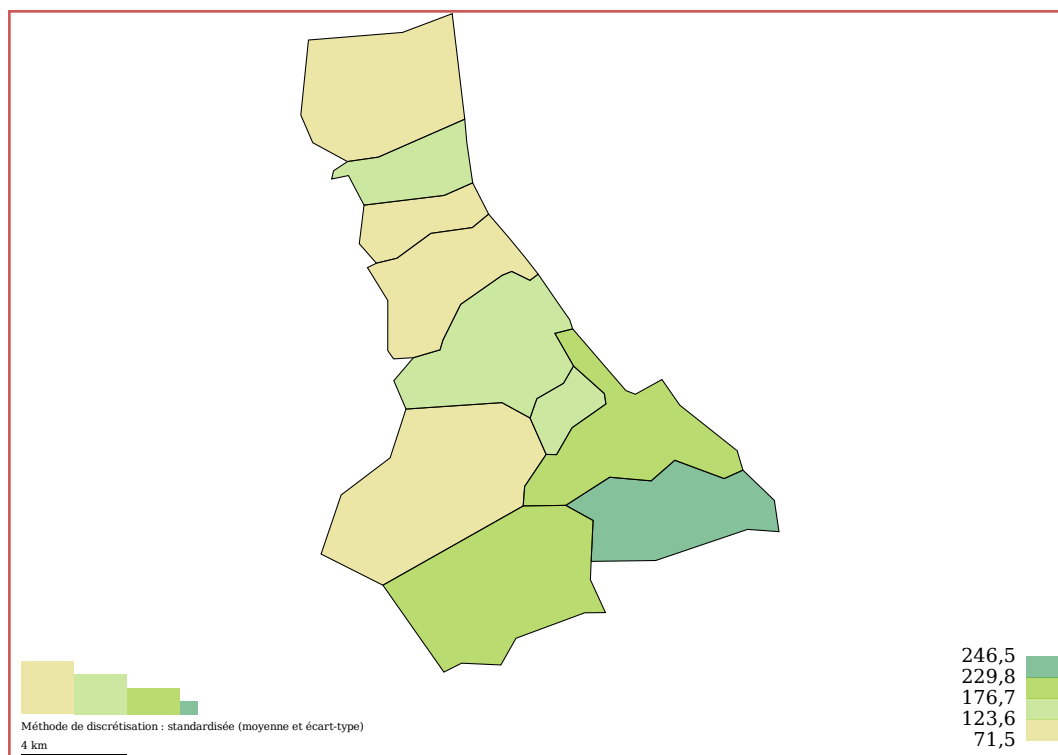 246,5
229,8
176,7
123,6
71,5
Méthode de discrétisation : standardisée (moyenne et écart-type)
4 km